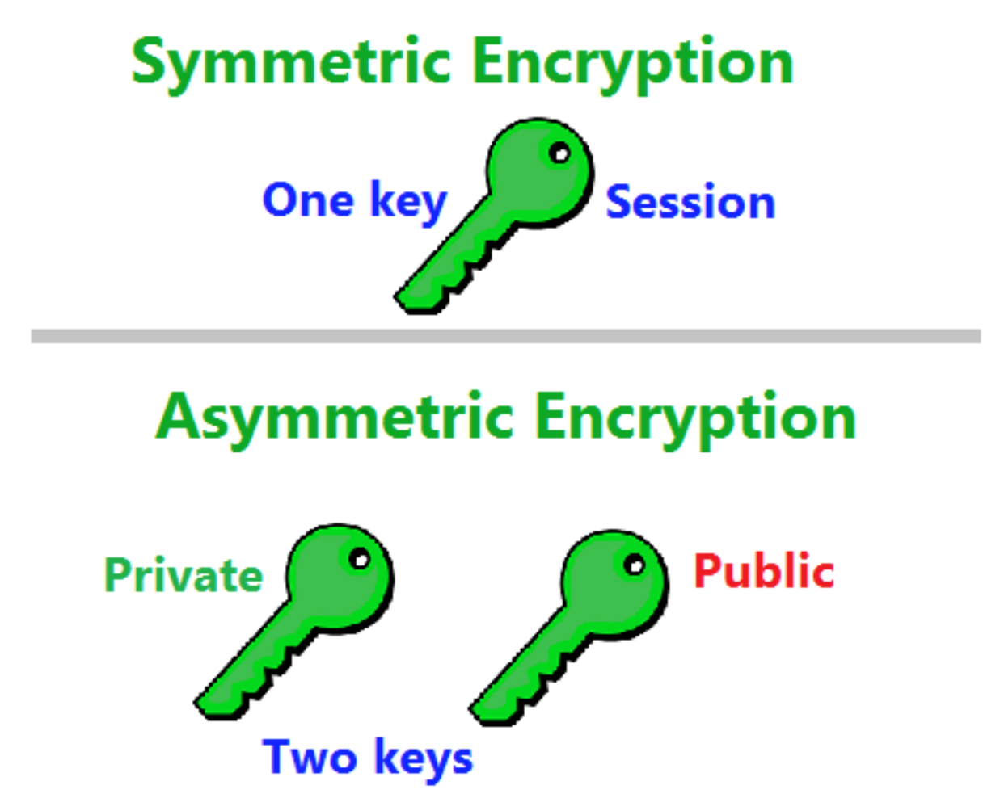 Symmetric Encryption
One key Session
Asymmetric Encryption
Private Public
Two keys